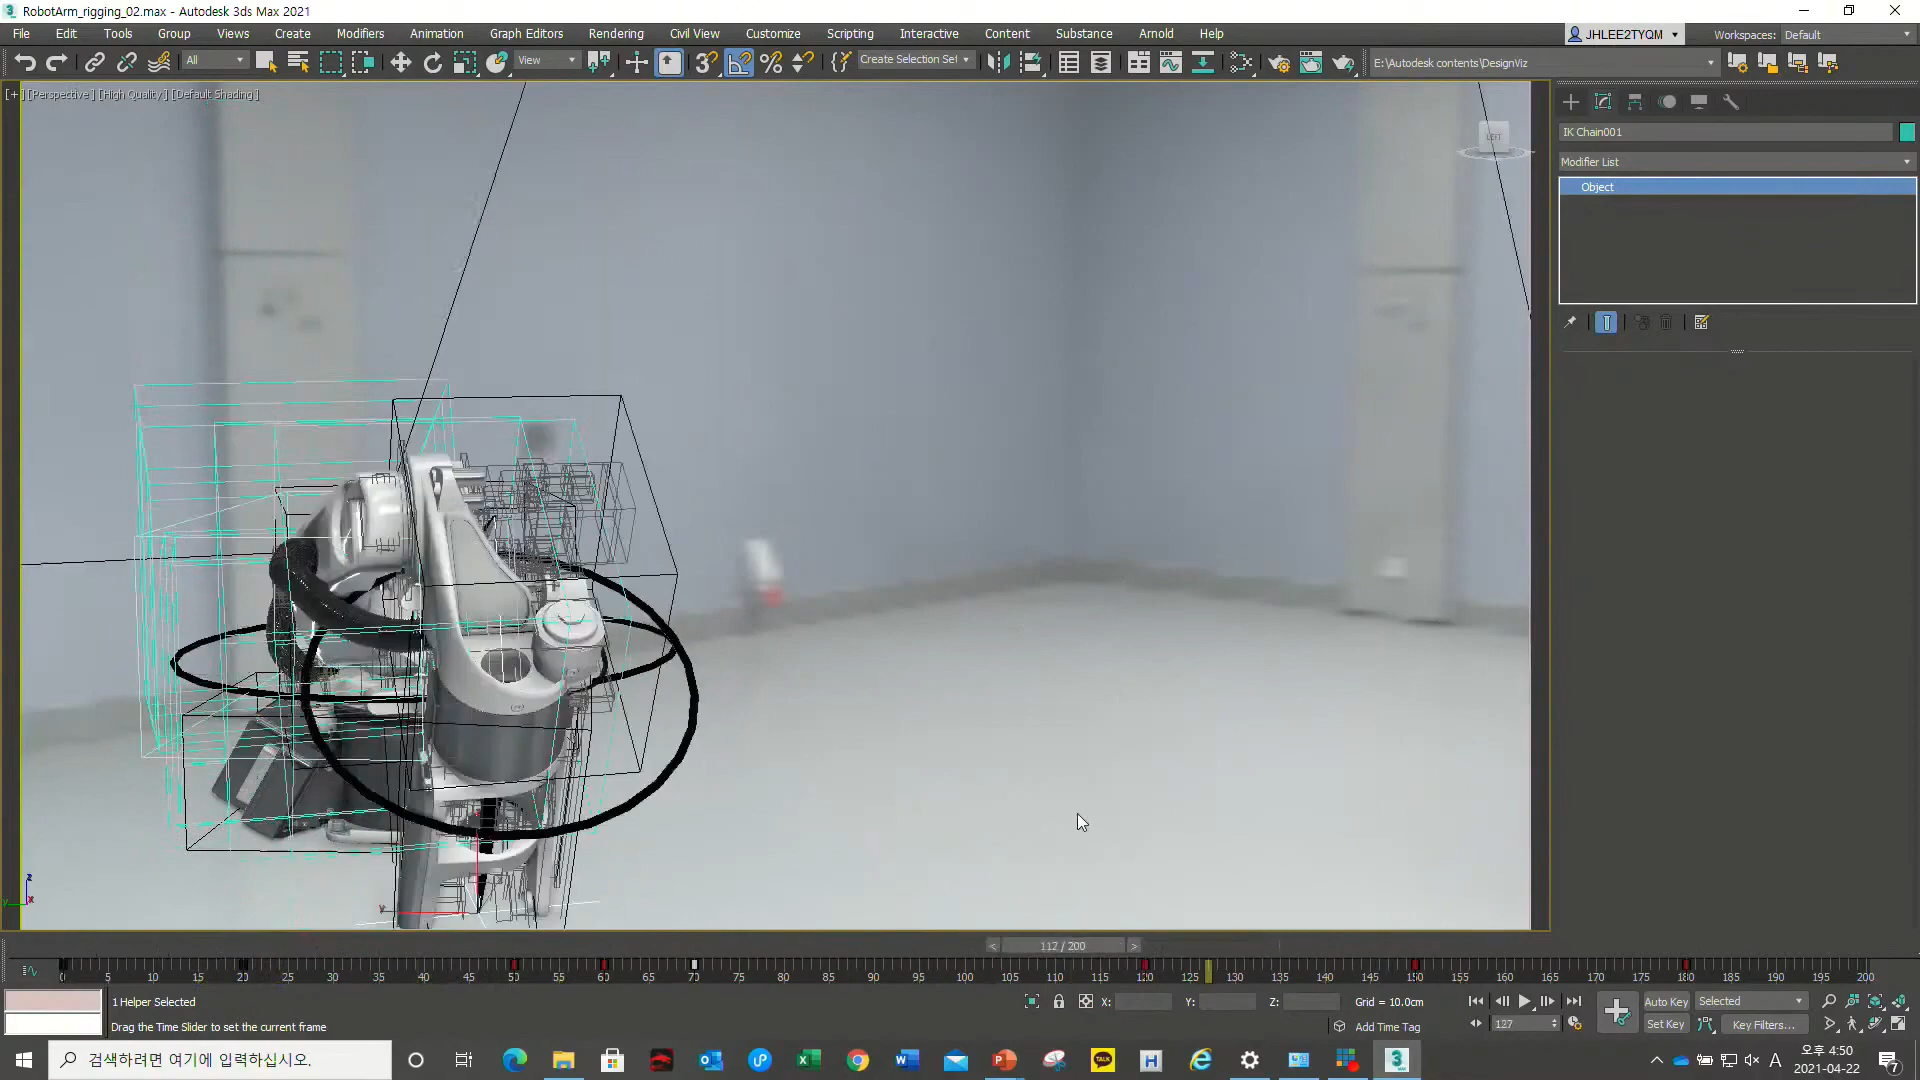 RobotArm_rigging_02.max - Autodesk 3ds Max 2021
File Edit Tools Group Views Create Modifiers Animation Graph Editors Rendering Civil View Customize Scripting Interactive Content Substance Arnold Help
JHLEE2TYQM
Workspaces: Default
All
View
Create Selection Set
E:\Autodesk contents\DesignViz
[+] [Perspective] [High Quality] [Default Shading]
LEFT
IK Chain001
Modifier List
Object
z
y
x
y
< 112 / 200 >
0 5 10 15 20 25 30 35 40 45 50 55 60 65 70 75 80 85 90 95 100 105 110 115 120 125 130 135 140 145 150 155 160 165 170 175 180 185 190 195 200
1 Helper Selected
X: Y: Z: Grid = 10.0cm
Auto Key Selected
Drag the Time Slider to set the current frame
Add Time Tag
127
Set Key Key Filters...
검색하려면 여기에 입력하십시오.
TALK
A
오후 4:50
2021-04-22
7